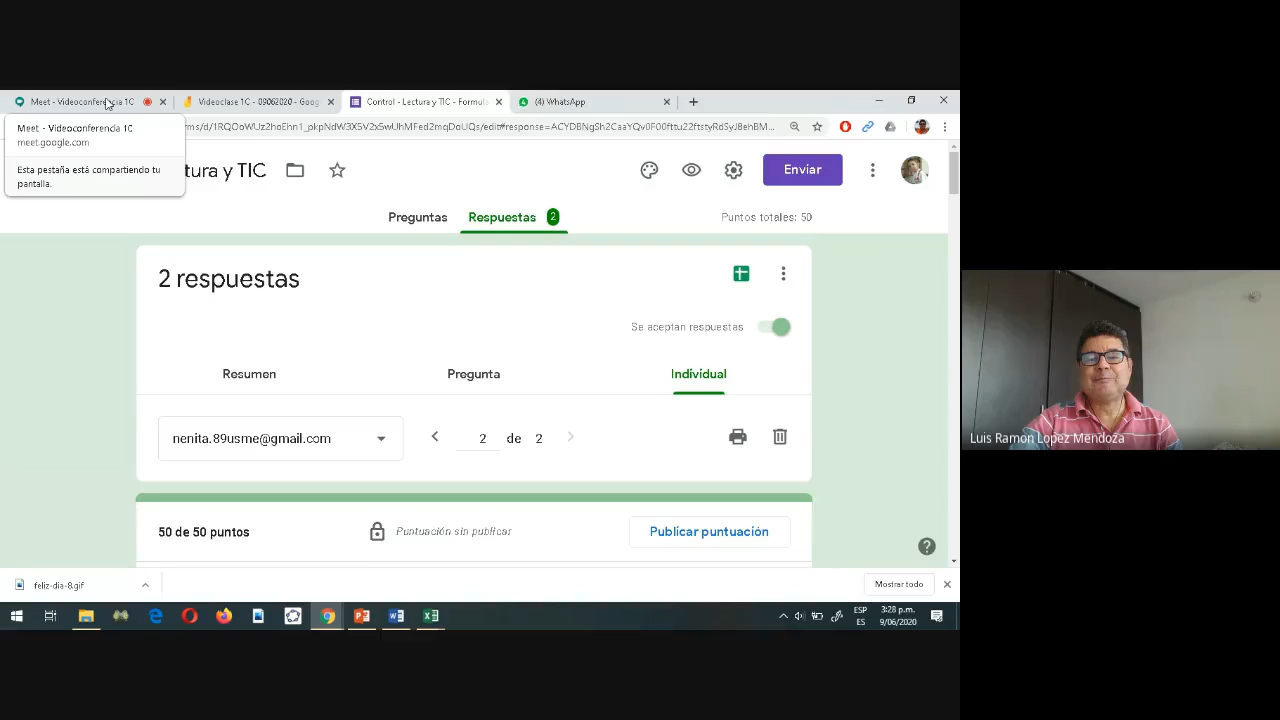 Meet - Videoconferencia 1C
Videoclase 1C - 09062020 - Goog
Control - Lectura y TIC - Formula
(4) WhatsApp
Meet - Videoconferencia 1C
meet.google.com
Esta pestaña está compartiendo tu
pantalla.
tura y TIC
Enviar
Preguntas
Respuestas 2
Puntos totales: 50
2 respuestas
Se aceptan respuestas
Resumen
Pregunta
Individual
nenita.89usme@gmail.com
2 de 2
50 de 50 puntos
Puntuación sin publicar
Publicar puntuación
Luis Ramon Lopez Mendoza
feliz-dia-8.gif
Mostrar todo
ESP
ES
3:28 p.m.
9/06/2020